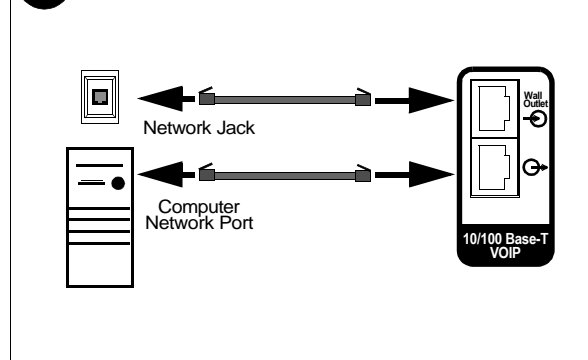 Wall
Outlet
Network Jack
Computer
Network Port
10/100 Base-T
VOIP